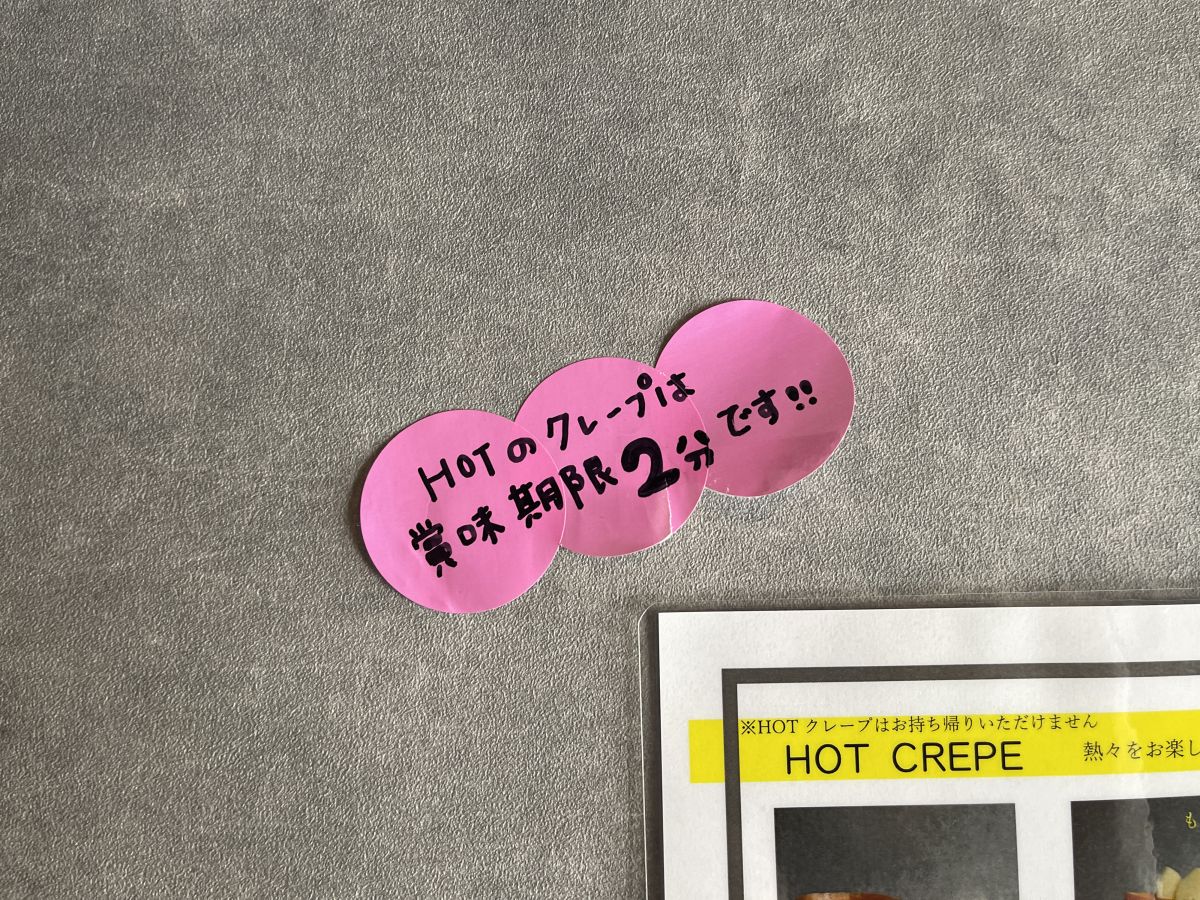 HOTのクレープは
賞味期限2分です!!
※HOT クレープはお持ち帰りいただけません
HOT CREPE 熱々をお楽し
も